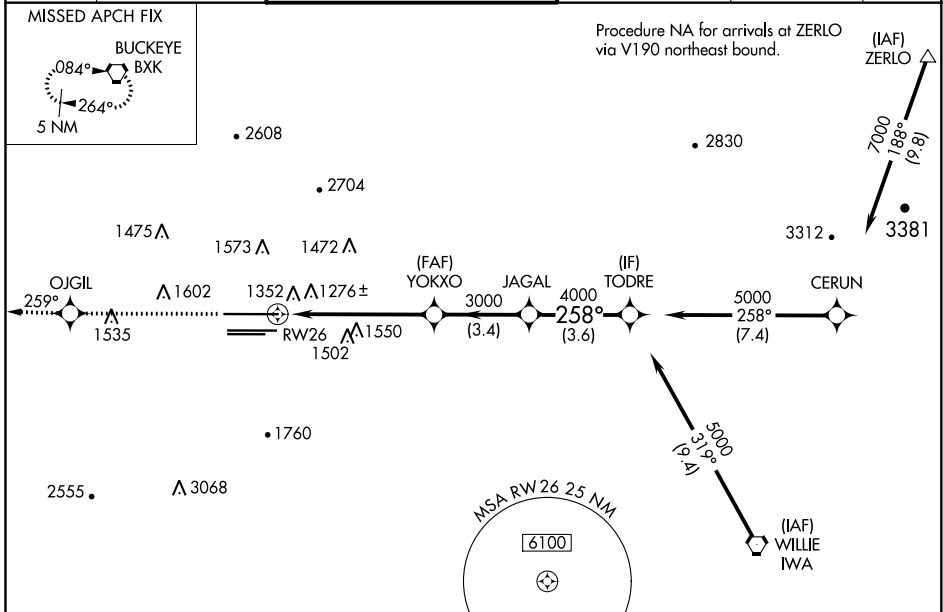 MISSED APCH FIX
BUCKEYE
BXK
084°
264°
5 NM
Procedure NA for arrivals at ZERLO
via V190 northeast bound.
(IAF)
ZERLO
7000
188°
(9.8)
2608
2830
2704
3381
3312
1475
1573
1472
OJGIL
259°
1602
1535
1352
1276±
RW26
1550
1502
(FAF)
YOKXO
3000
(3.4)
JAGAL
4000
258°
(3.6)
(IF)
TODRE
5000
258°
(7.4)
CERUN
5000
319°
(9.4)
1760
2555
3068
MSA RW 26 25 NM
6100
(IAF)
WILLIE
IWA